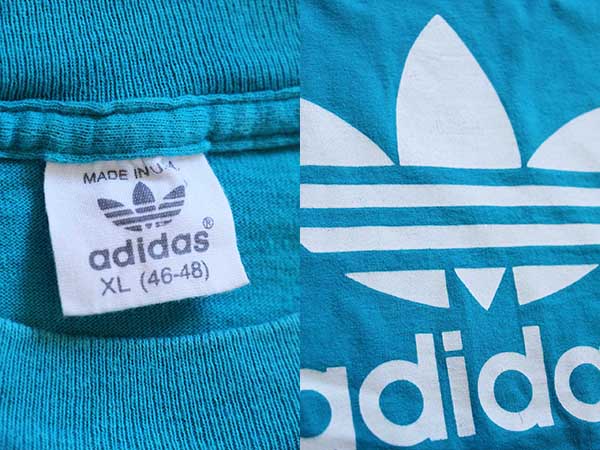 MADE IN U.S.A.
adidas®
XL (46-48)
adida